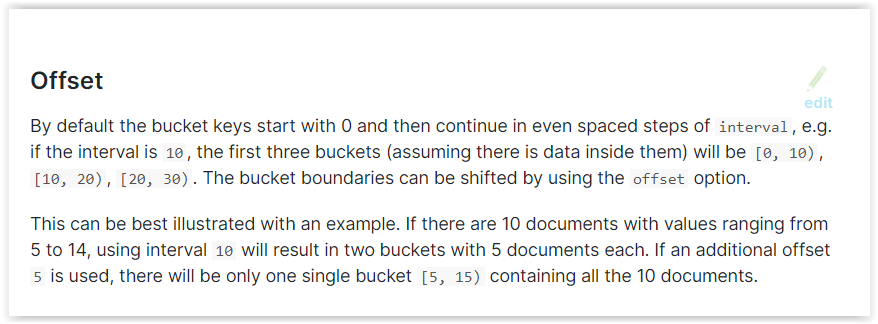 Offset
edit
By default the bucket keys start with 0 and then continue in even spaced steps of interval, e.g.
if the interval is 10, the first three buckets (assuming there is data inside them) will be [0, 10),
[10, 20), [20, 30). The bucket boundaries can be shifted by using the offset option.
This can be best illustrated with an example. If there are 10 documents with values ranging from
5 to 14, using interval 10 will result in two buckets with 5 documents each. If an additional offset
5 is used, there will be only one single bucket [5, 15) containing all the 10 documents.